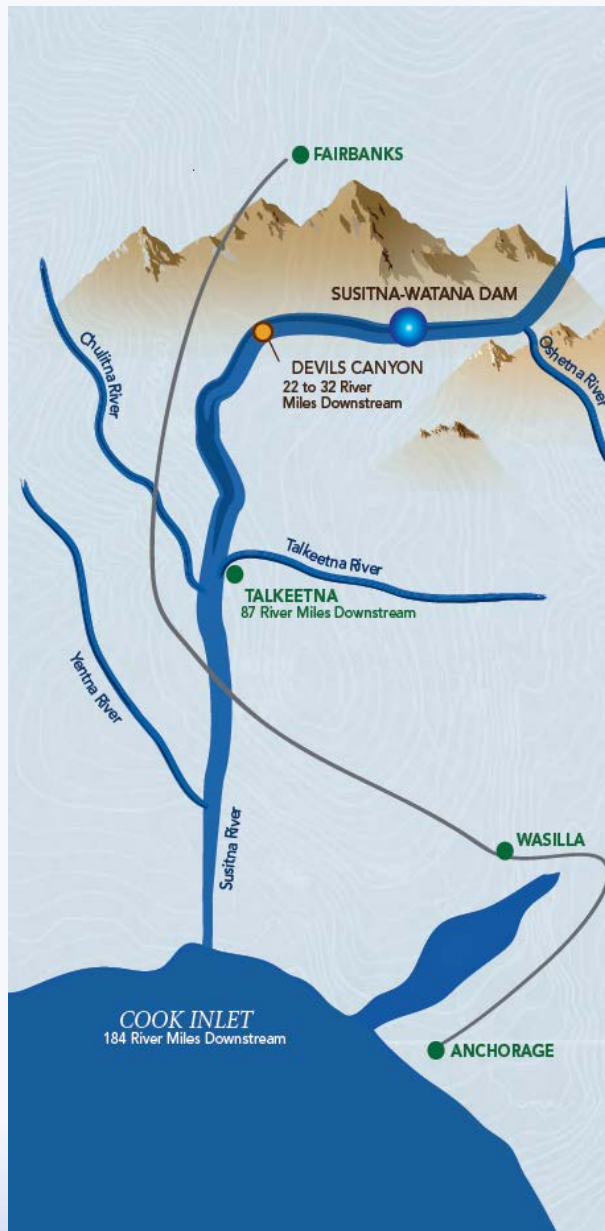 FAIRBANKS
SUSITNA-WATANA DAM
DEVILS CANYON
22 to 32 River
Miles Downstream
Chulitna River
Oshetna River
Talkeetna River
TALKEETNA
87 River Miles Downstream
Yentna River
Susitna River
WASILLA
COOK INLET
184 River Miles Downstream
ANCHORAGE